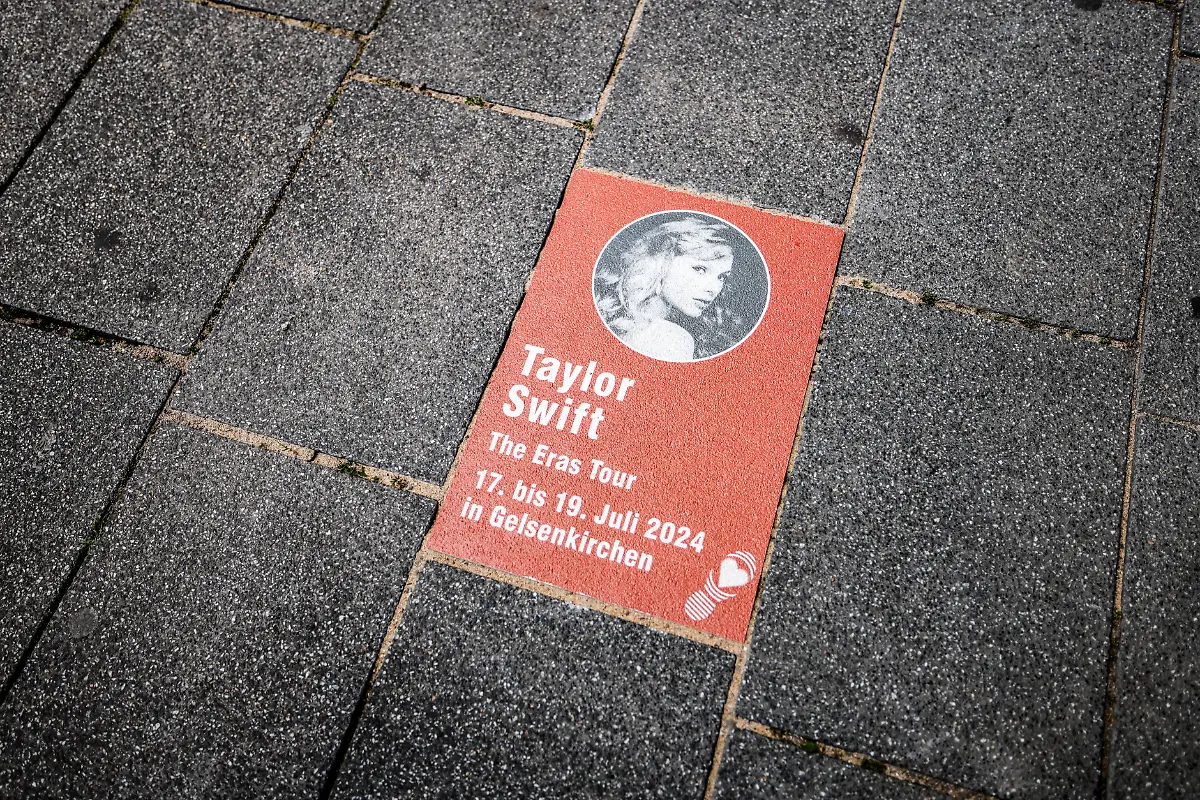 Taylor
Swift
The Eras Tour
17. bis 19. Juli 2024
in Gelsenkirchen